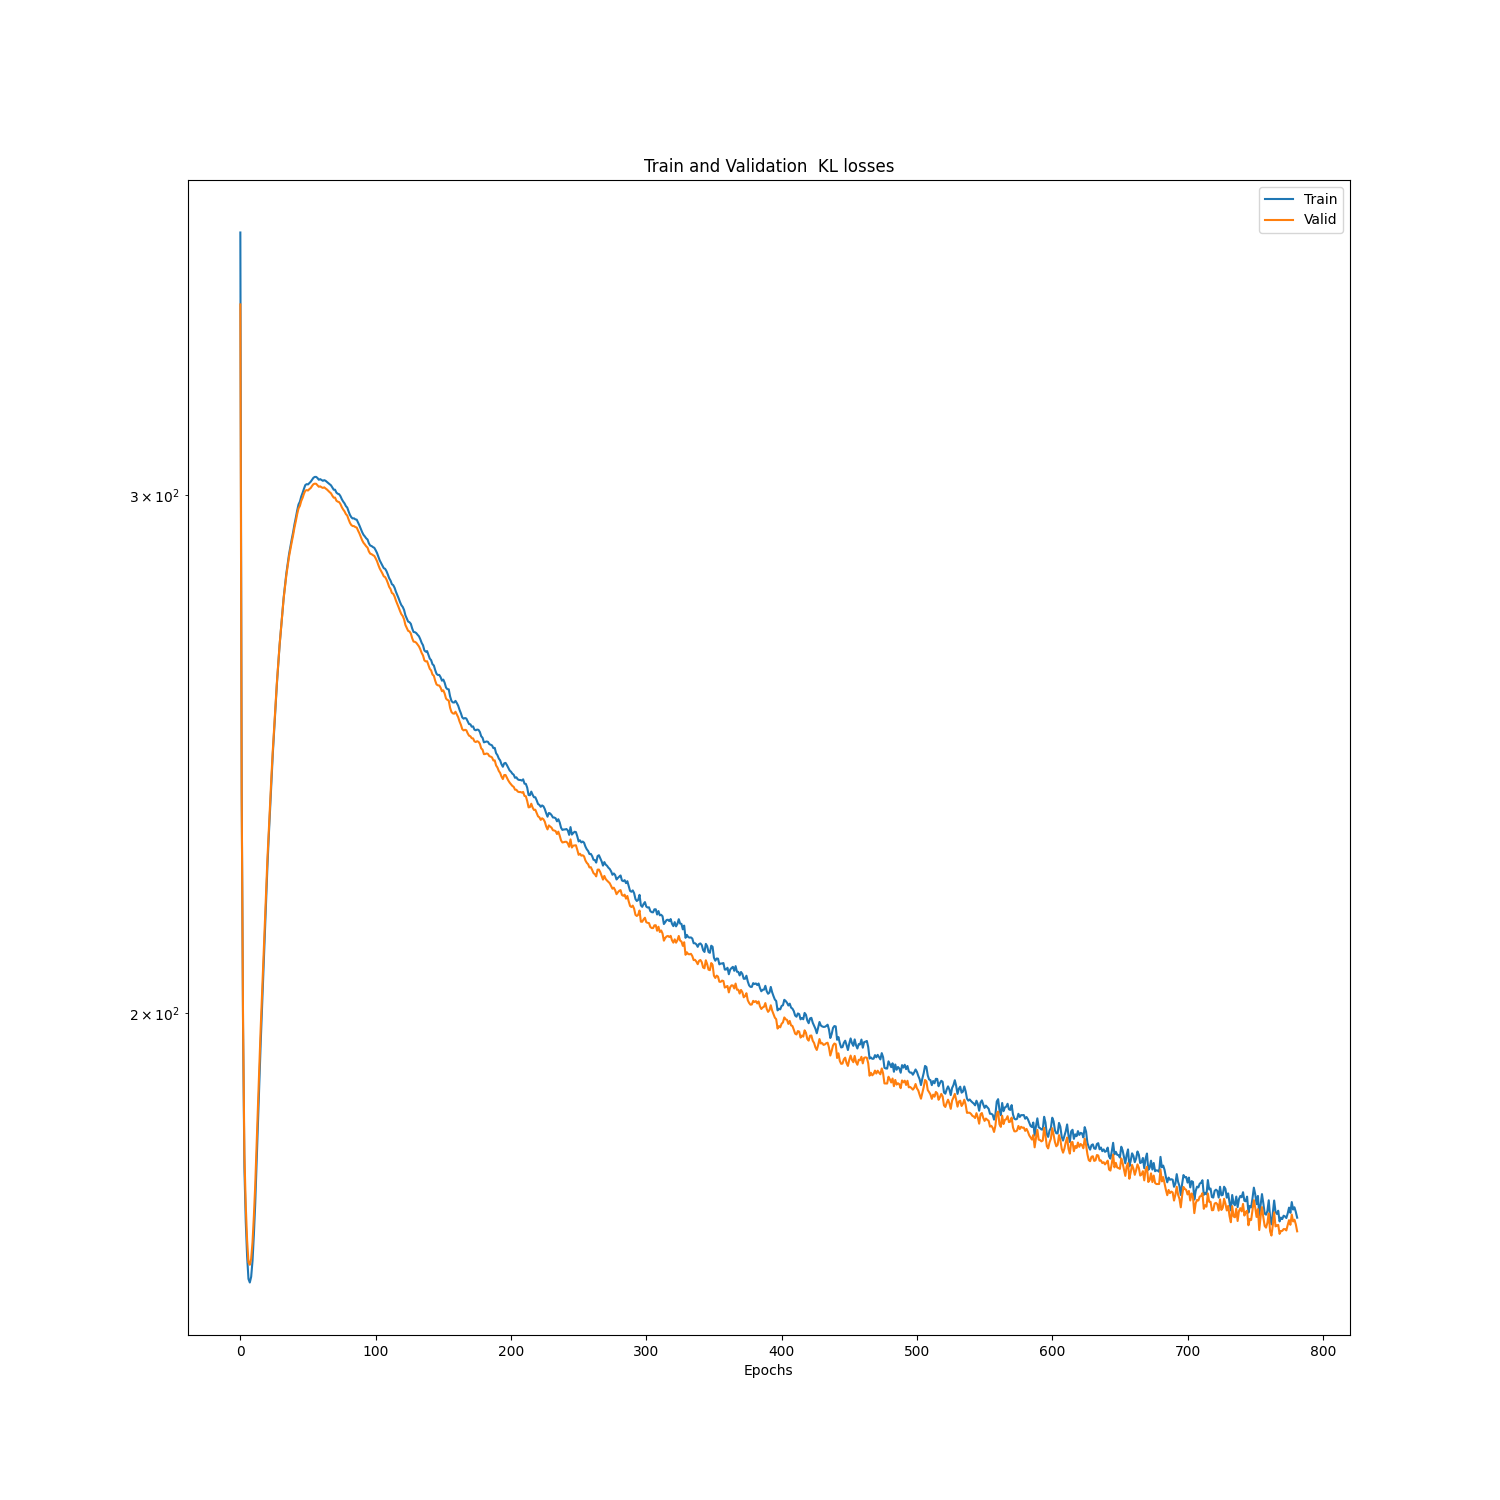 Train and Validation  KL losses
Train
Valid
3 × 10²
2 × 10²
0 100 200 300 400 500 600 700 800
Epochs